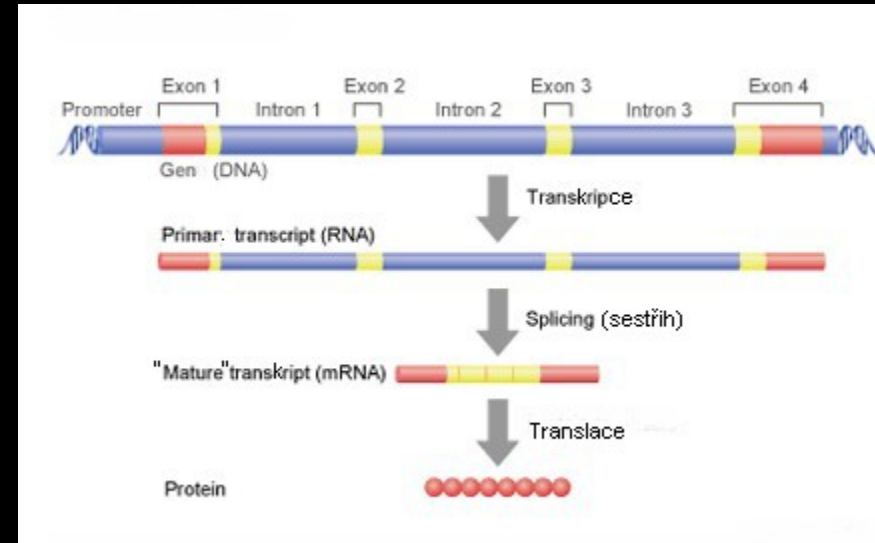 Exon 1 Exon 2 Exon 3 Exon 4
Promoter Intron 1 Intron 2 Intron 3
Gen (DNA)
Transkripce
Primar. transcript (RNA)
Splicing (sestřih)
"Mature"transkript (mRNA)
Translace
Protein